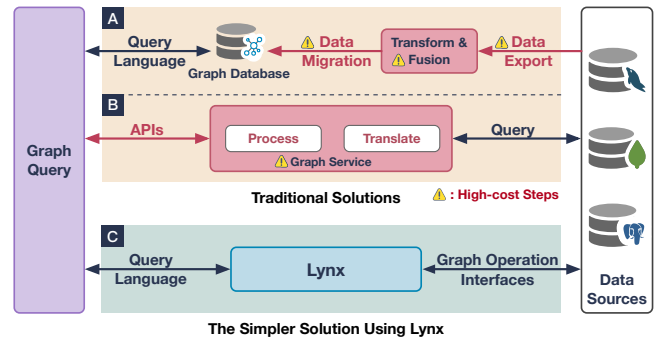 A
Query
Language
Graph Database
Data
Migration
Transform &
Fusion
Data
Export
B
APIs
Process
Translate
Graph Service
Query
Graph
Query
Traditional Solutions
: High-cost Steps
C
Query
Language
Lynx
Graph Operation
Interfaces
Data
Sources
The Simpler Solution Using Lynx